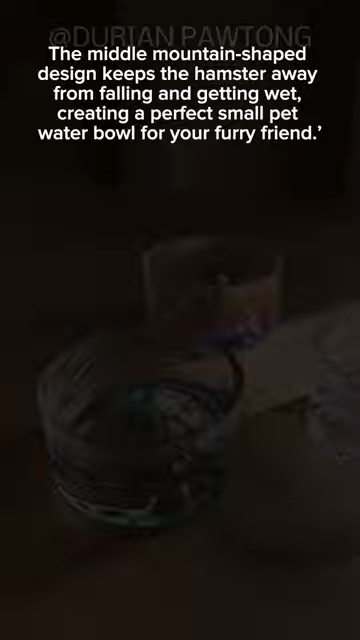 @DURIAN PAWTONG
The middle mountain-shaped
design keeps the hamster away
from falling and getting wet,
creating a perfect small pet
water bowl for your furry friend.’